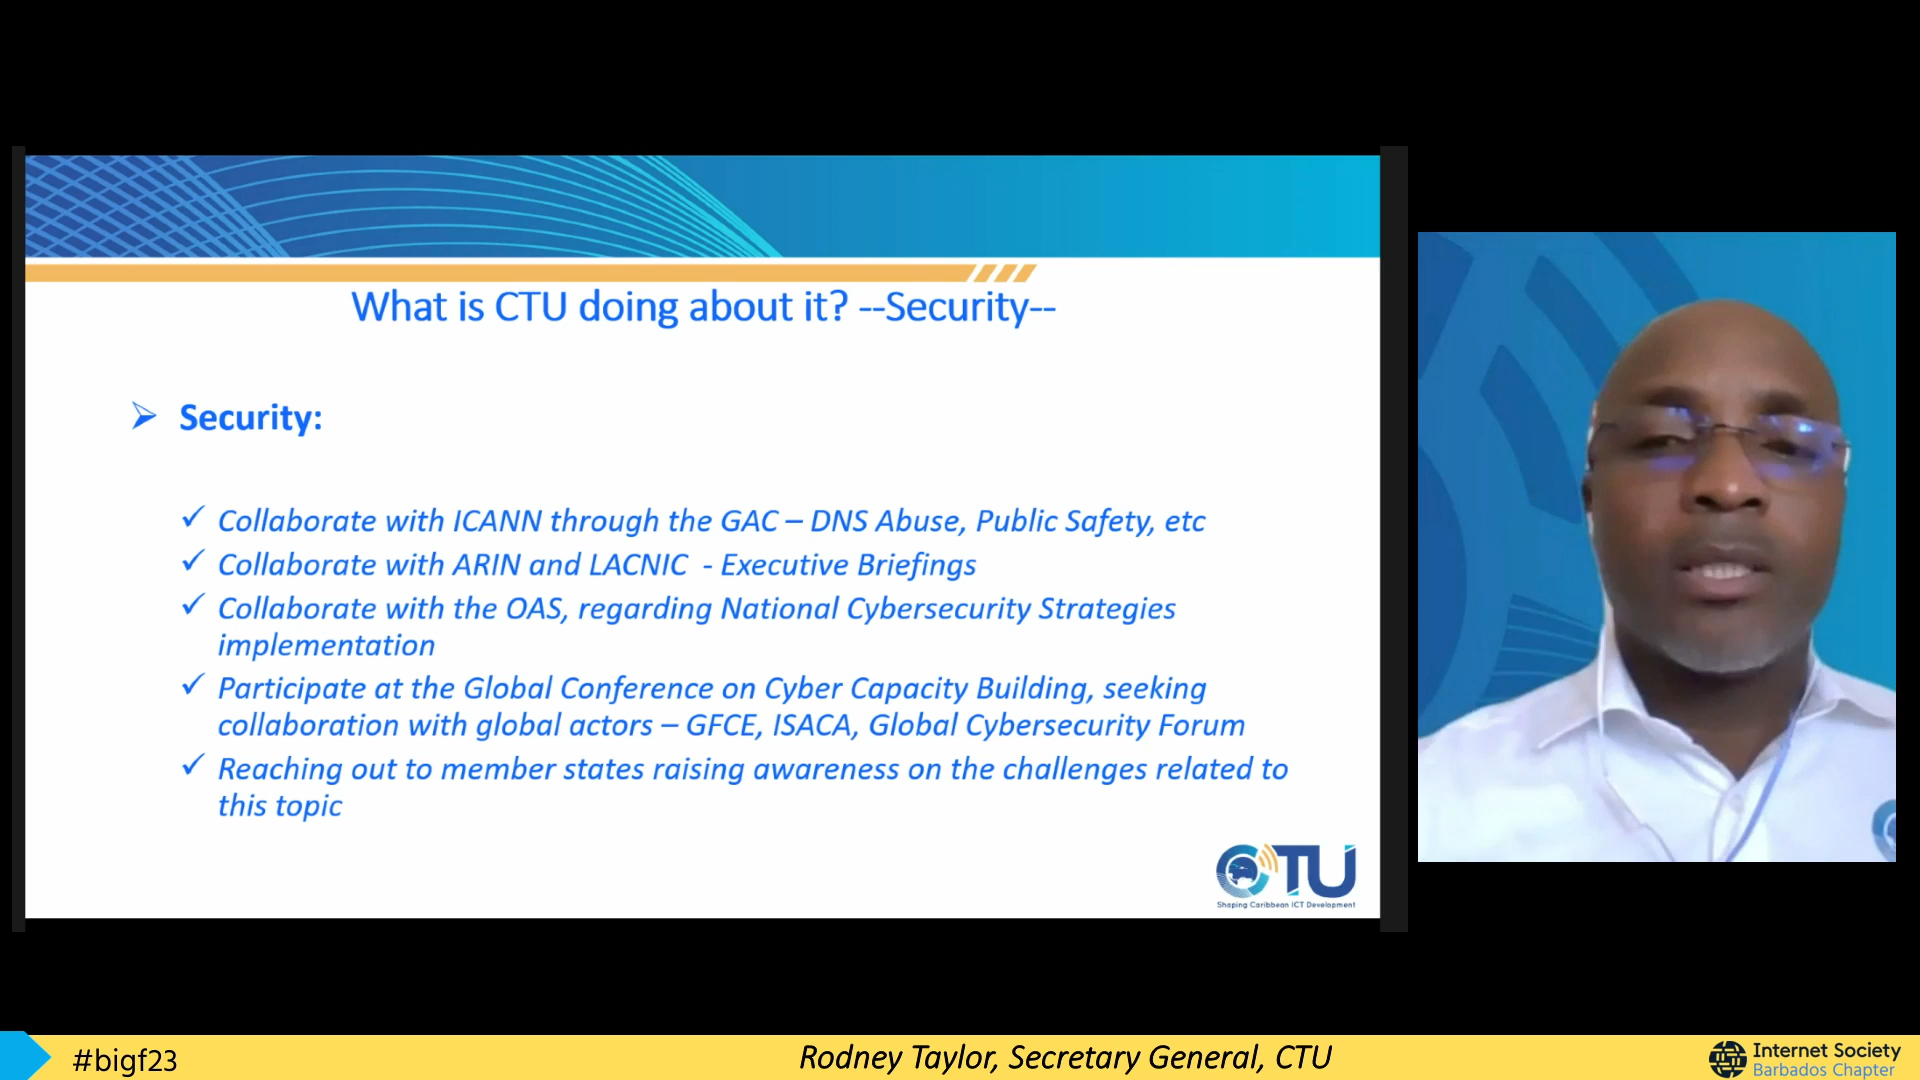 What is CTU doing about it? --Security--
Security:
Collaborate with ICANN through the GAC – DNS Abuse, Public Safety, etc
Collaborate with ARIN and LACNIC - Executive Briefings
Collaborate with the OAS, regarding National Cybersecurity Strategies
implementation
Participate at the Global Conference on Cyber Capacity Building, seeking
collaboration with global actors – GFCE, ISACA, Global Cybersecurity Forum
Reaching out to member states raising awareness on the challenges related to
this topic
CTU
Shaping Caribbean ICT Development
#bigf23
Rodney Taylor, Secretary General, CTU
Internet Society
Barbados Chapter